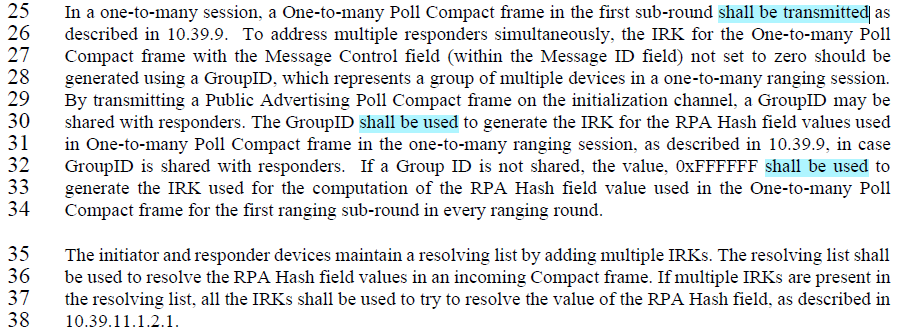 25 In a one-to-many session, a One-to-many Poll Compact frame in the first sub-round shall be transmitted as
26 described in 10.39.9. To address multiple responders simultaneously, the IRK for the One-to-many Poll
27 Compact frame with the Message Control field (within the Message ID field) not set to zero should be
28 generated using a GroupID, which represents a group of multiple devices in a one-to-many ranging session.
29 By transmitting a Public Advertising Poll Compact frame on the initialization channel, a GroupID may be
30 shared with responders. The GroupID shall be used to generate the IRK for the RPA Hash field values used
31 in One-to-many Poll Compact frame in the one-to-many ranging session, as described in 10.39.9, in case
32 GroupID is shared with responders. If a Group ID is not shared, the value, 0xFFFFFF shall be used to
33 generate the IRK used for the computation of the RPA Hash field value used in the One-to-many Poll
34 Compact frame for the first ranging sub-round in every ranging round.
35 The initiator and responder devices maintain a resolving list by adding multiple IRKs. The resolving list shall
36 be used to resolve the RPA Hash field values in an incoming Compact frame. If multiple IRKs are present in
37 the resolving list, all the IRKs shall be used to try to resolve the value of the RPA Hash field, as described in
38 10.39.11.1.2.1.